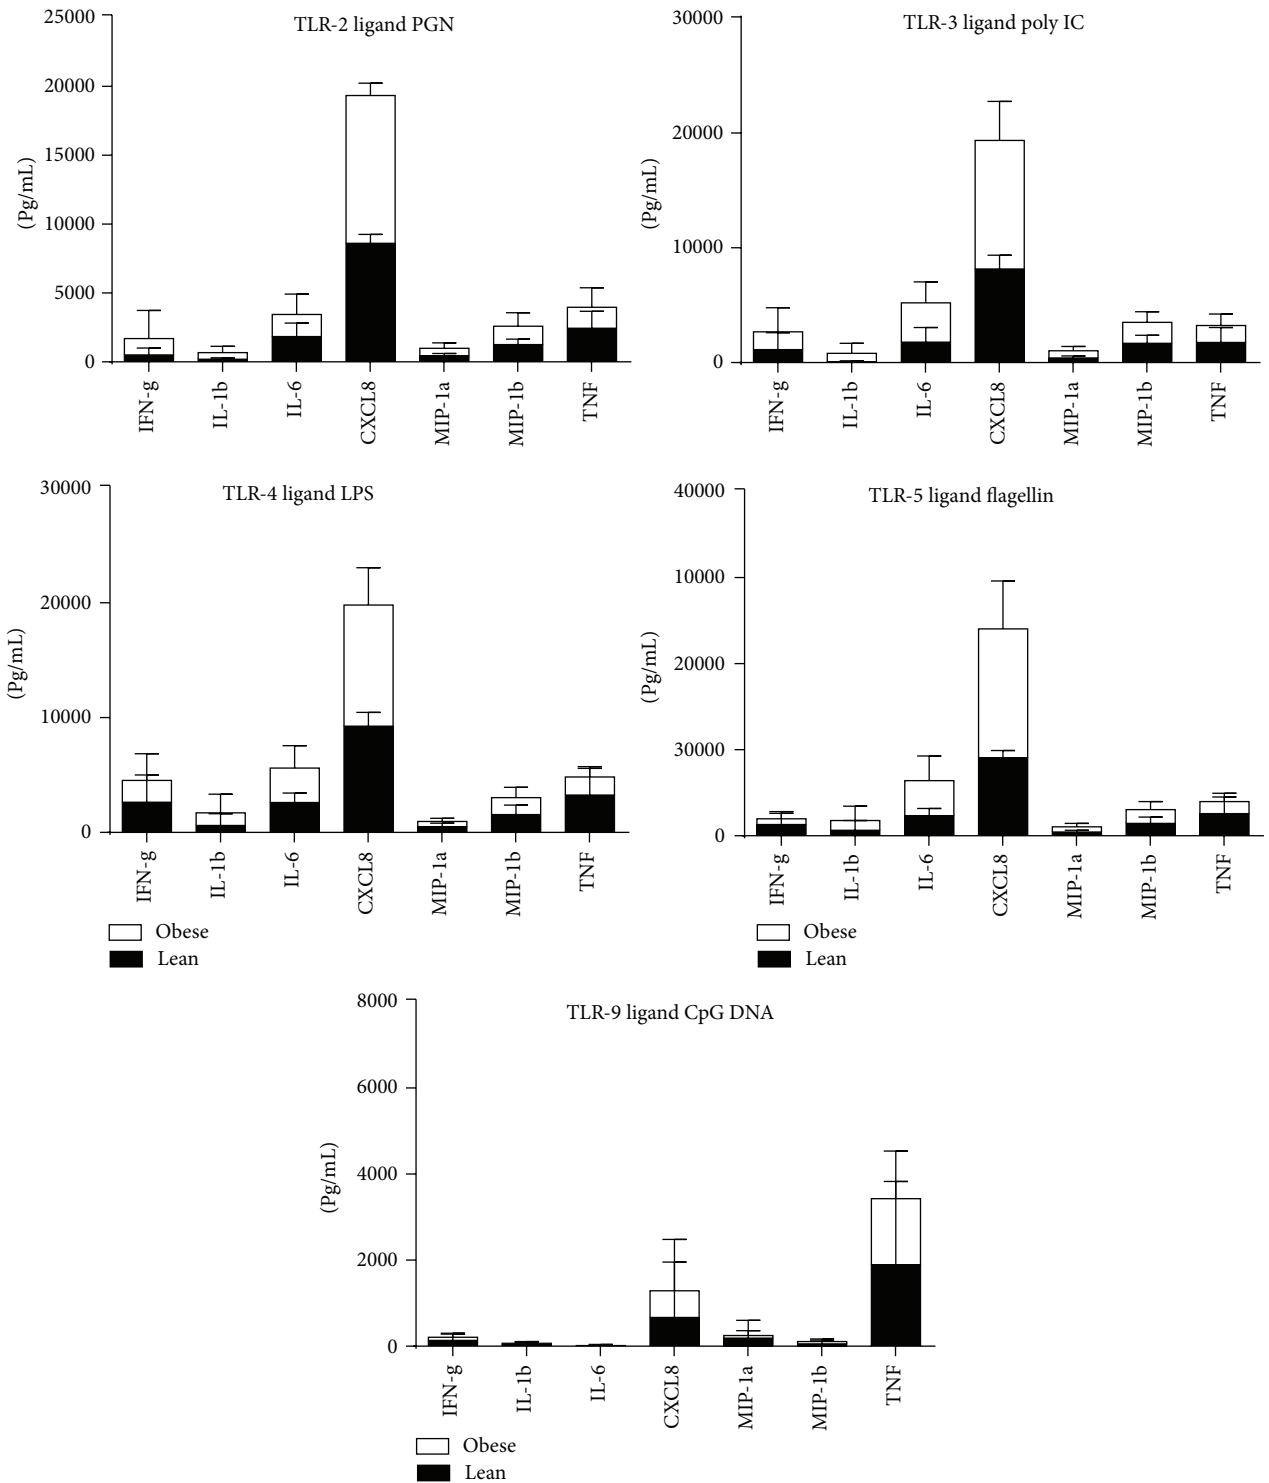 TLR-2 ligand PGN
25000
20000
15000
10000
5000
0
(Pg/mL)
IFN-g
IL-1b
IL-6
CXCL8
MIP-1a
MIP-1b
TNF
TLR-3 ligand poly IC
30000
20000
10000
0
(Pg/mL)
IFN-g
IL-1b
IL-6
CXCL8
MIP-1a
MIP-1b
TNF
TLR-4 ligand LPS
30000
20000
10000
0
(Pg/mL)
IFN-g
IL-1b
IL-6
CXCL8
MIP-1a
MIP-1b
TNF
Obese
Lean
TLR-5 ligand flagellin
40000
10000
20000
30000
0
(Pg/mL)
IFN-g
IL-1b
IL-6
CXCL8
MIP-1a
MIP-1b
TNF
Obese
Lean
TLR-9 ligand CpG DNA
8000
6000
4000
2000
0
(Pg/mL)
IFN-g
IL-1b
IL-6
CXCL8
MIP-1a
MIP-1b
TNF
Obese
Lean